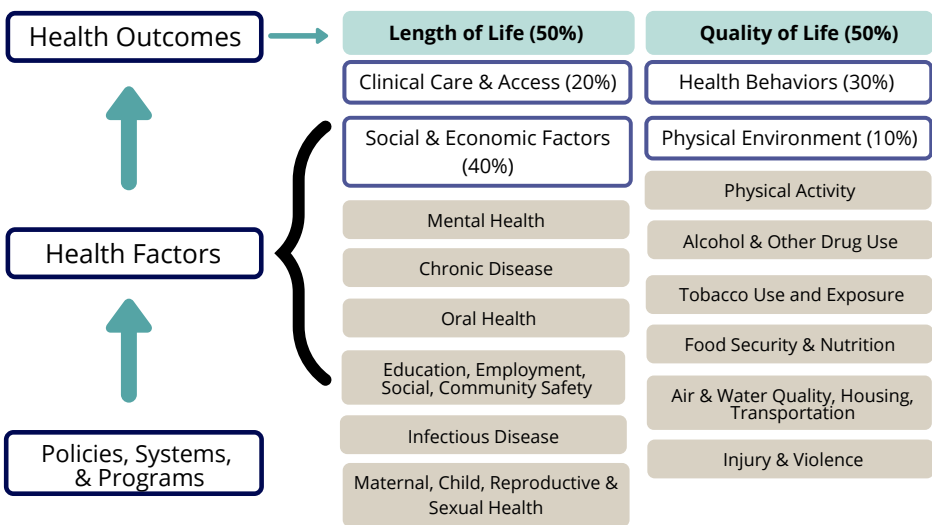 Health Outcomes
Length of Life (50%)
Quality of Life (50%)
Clinical Care & Access (20%)
Health Behaviors (30%)
Social & Economic Factors
(40%)
Physical Environment (10%)
Physical Activity
Mental Health
Alcohol & Other Drug Use
Health Factors
Chronic Disease
Tobacco Use and Exposure
Oral Health
Food Security & Nutrition
Education, Employment,
Social, Community Safety
Air & Water Quality, Housing,
Transportation
Policies, Systems,
& Programs
Infectious Disease
Injury & Violence
Maternal, Child, Reproductive &
Sexual Health